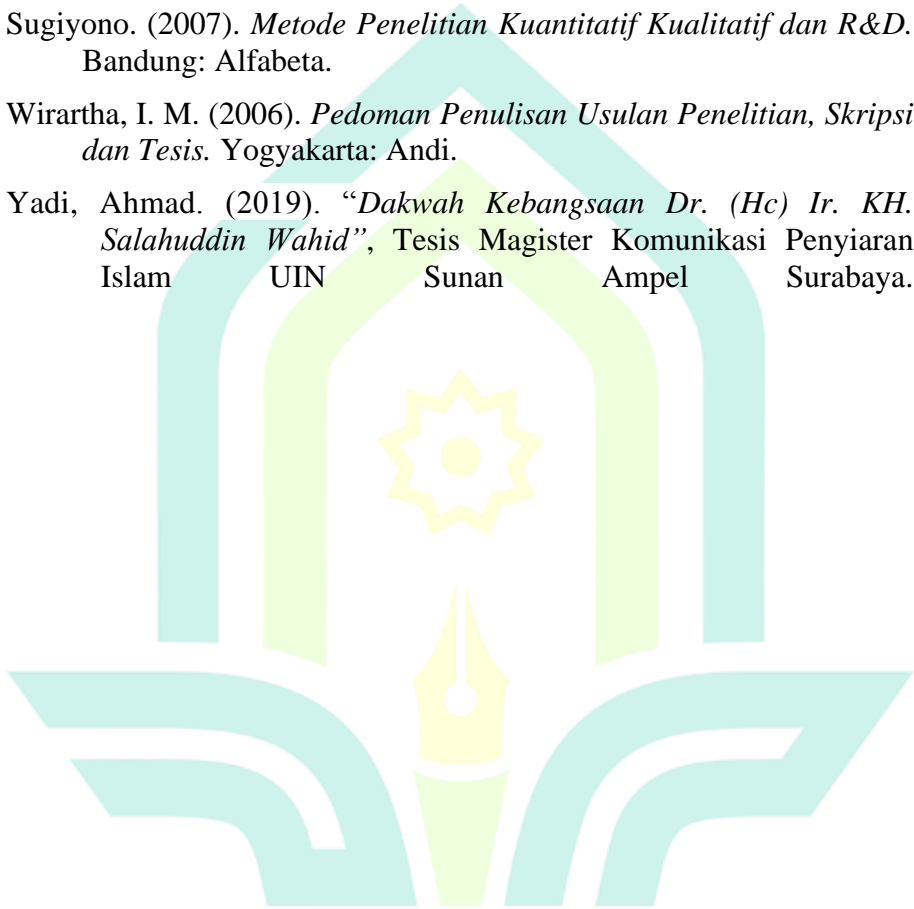 Sugiyono. (2007). Metode Penelitian Kuantitatif Kualitatif dan R&D.
Bandung: Alfabeta.
Wirartha, I. M. (2006). Pedoman Penulisan Usulan Penelitian, Skripsi
dan Tesis. Yogyakarta: Andi.
Yadi, Ahmad. (2019). “Dakwah Kebangsaan Dr. (Hc) Ir. KH.
Salahuddin Wahid”, Tesis Magister Komunikasi Penyiaran
Islam UIN Sunan Ampel Surabaya.